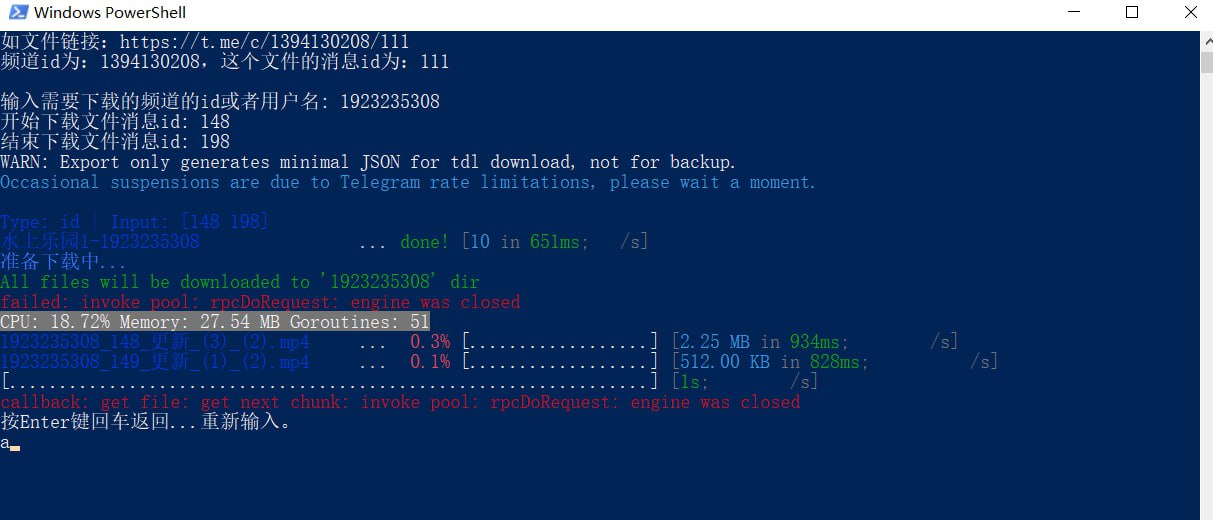 Windows PowerShell
如文件链接：https://t.me/c/1394130208/111
频道id为：1394130208，这个文件的消息id为：111
输入需要下载的频道的id或者用户名: 1923235308
开始下载文件消息id: 148
结束下载文件消息id: 198
WARN: Export only generates minimal JSON for tdl download, not for backup.
Occasional suspensions are due to Telegram rate limitations, please wait a moment.
Type: id | Input: [148 198]
水上乐园1-1923235308 ... done! [10 in 651ms; /s]
准备下载中...
All files will be downloaded to '1923235308' dir
failed: invoke pool: rpcDoRequest: engine was closed
CPU: 18.72% Memory: 27.54 MB Goroutines: 51
1923235308_148_更新_(3)_(2).mp4 ... 0.3% [..................] [2.25 MB in 934ms; /s]
1923235308_149_更新_(1)_(2).mp4 ... 0.1% [..................] [512.00 KB in 828ms; /s]
[................................................................] [1s; /s]
callback: get file: get next chunk: invoke pool: rpcDoRequest: engine was closed
按Enter键回车返回...重新输入。
a